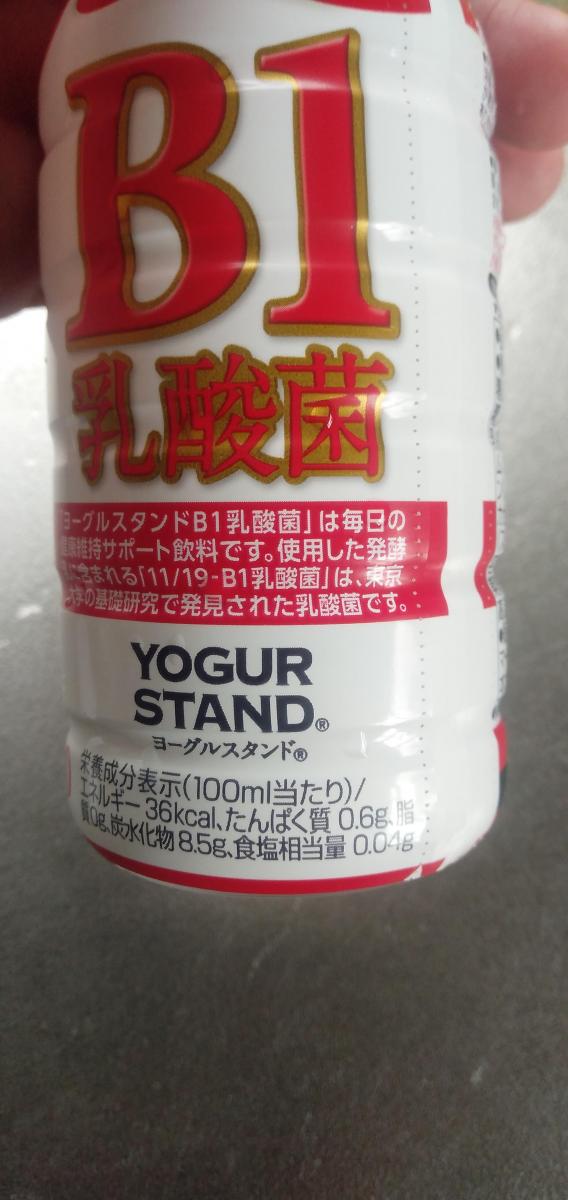 B1
乳酸菌
「ヨーグルスタンドB1乳酸菌」は毎日の
健康維持サポート飲料です。使用した発酵
に含まれる「11/19-B1乳酸菌」は、東京
大学の基礎研究で発見された乳酸菌です。
YOGUR
STAND®
ヨーグルスタンド®
栄養成分表示(100ml当たり)/
エネルギー 36kcal、たんぱく質 0.6g、脂
質0g、炭水化物 8.5g、食塩相当量 0.04g